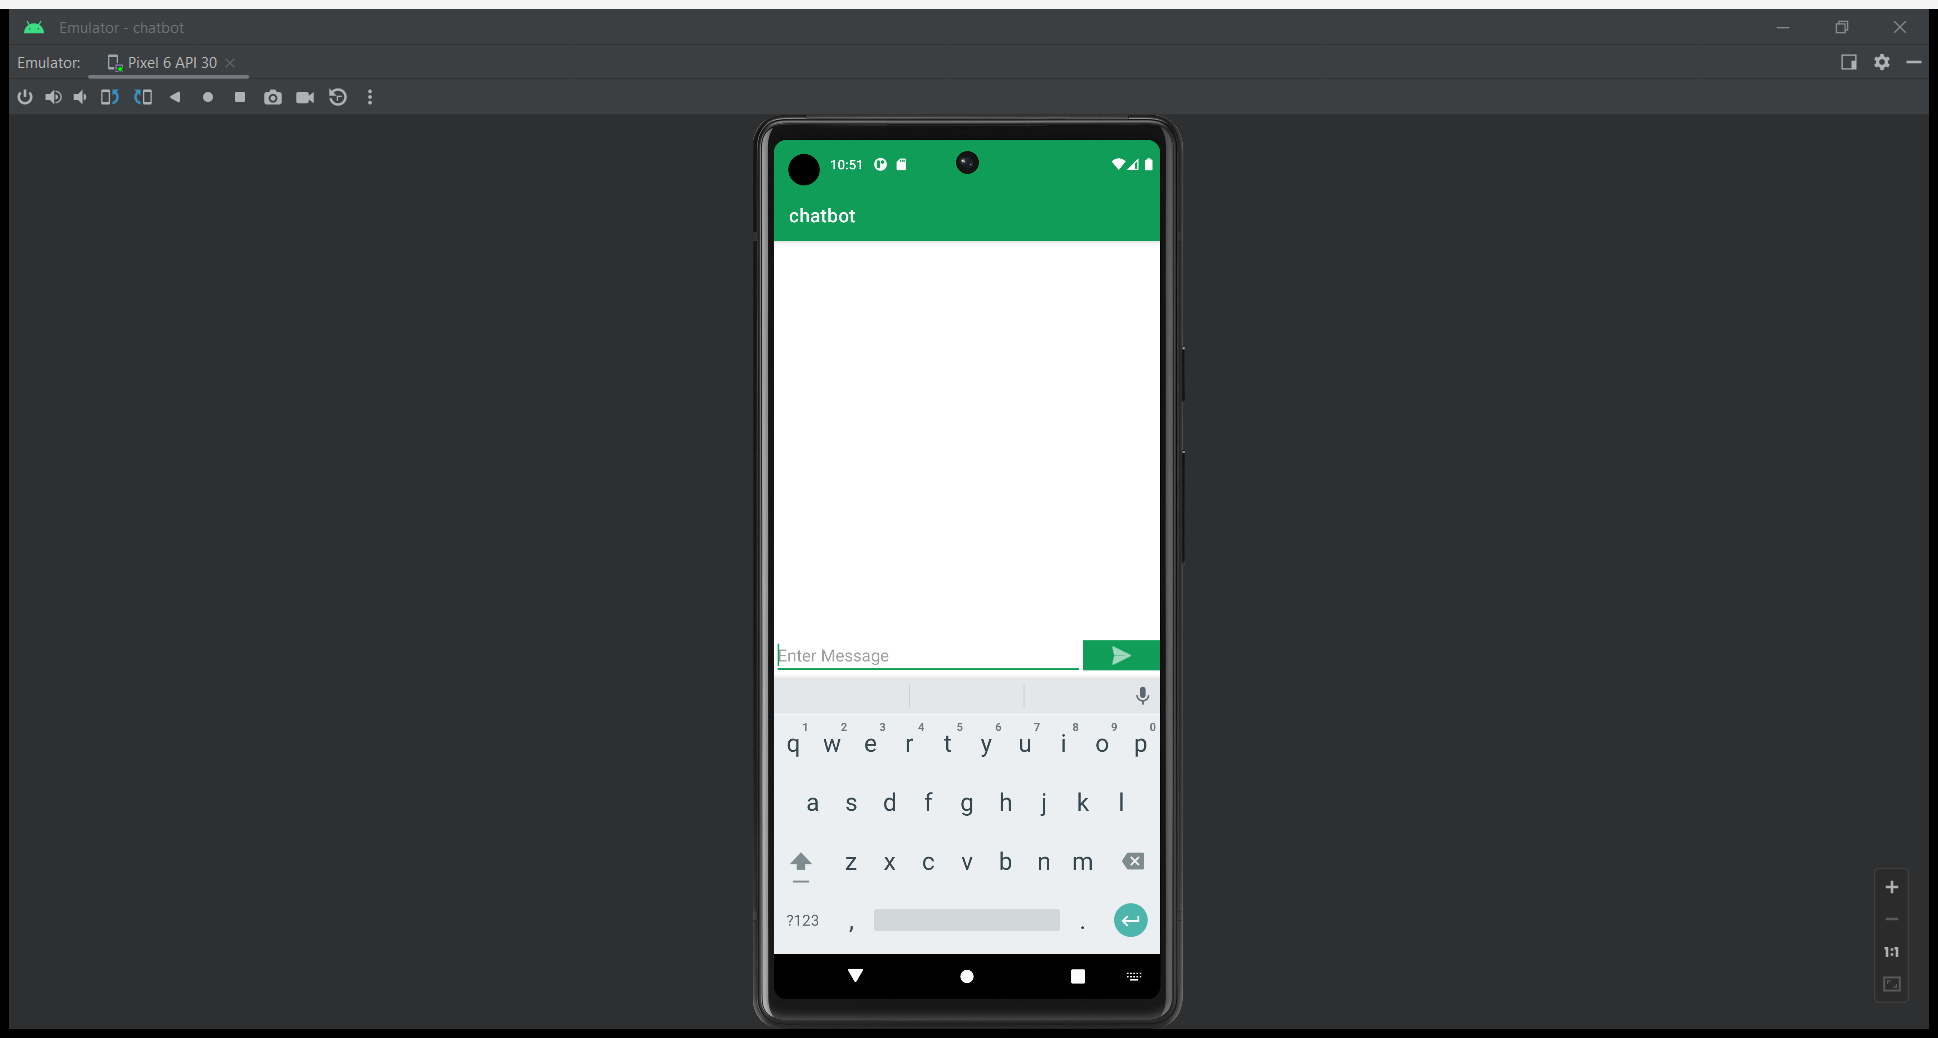 Emulator - chatbot
Emulator: Pixel 6 API 30
10:51
chatbot
Enter Message
1 2 3 4 5 6 7 8 9 0
q w e r t y u i o p
a s d f g h j k l
z x c v b n m
?123 , .
1:1